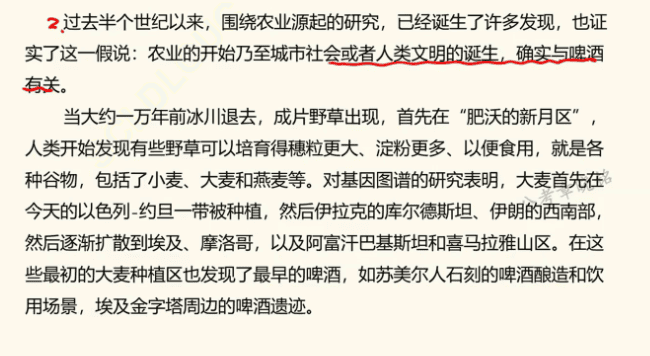 2.过去半个世纪以来，围绕农业源起的研究，已经诞生了许多发现，也证
实了这一假说：农业的开始乃至城市社会或者人类文明的诞生，确实与啤酒
有关。
当大约一万年前冰川退去，成片野草出现，首先在“肥沃的新月区”，
人类开始发现有些野草可以培育得穗粒更大、淀粉更多、以便食用，就是各
种谷物，包括了小麦、大麦和燕麦等。对基因图谱的研究表明，大麦首先在
今天的以色列-约旦一带被种植，然后伊拉克的库尔德斯坦、伊朗的西南部，
然后逐渐扩散到埃及、摩洛哥，以及阿富汗巴基斯坦和喜马拉雅山区。在这
些最初的大麦种植区也发现了最早的啤酒，如苏美尔人石刻的啤酒酿造和饮
用场景，埃及金字塔周边的啤酒遗迹。